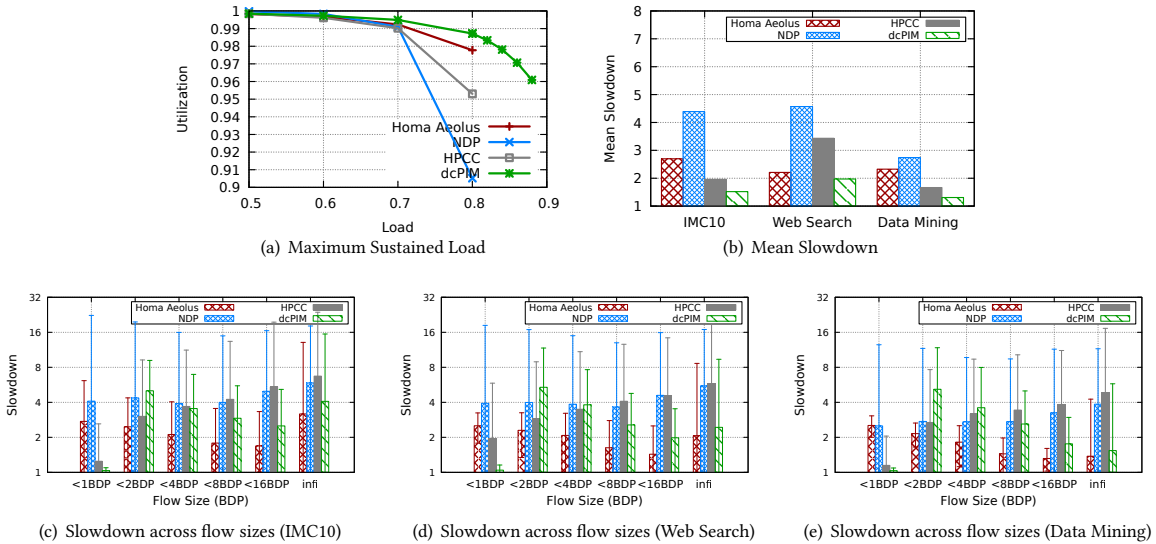 1
0.99
0.98
0.97
0.96
0.95
0.94
0.93
0.92
0.91
0.9
Utilization
Homa Aeolus
NDP
HPCC
dcPIM
0.5 0.6 0.7 0.8 0.9
Load
(a) Maximum Sustained Load
8
7
6
5
4
3
2
1
Mean Slowdown
Homa Aeolus HPCC
NDP dcPIM
IMC10 Web Search Data Mining
(b) Mean Slowdown
32
16
8
4
2
1
Slowdown
Homa Aeolus HPCC
NDP dcPIM
<1BDP <2BDP <4BDP <8BDP <16BDP infi
Flow Size (BDP)
(c) Slowdown across flow sizes (IMC10)
32
16
8
4
2
1
Slowdown
Homa Aeolus HPCC
NDP dcPIM
<1BDP <2BDP <4BDP <8BDP <16BDP infi
Flow Size (BDP)
(d) Slowdown across flow sizes (Web Search)
32
16
8
4
2
1
Slowdown
Homa Aeolus HPCC
NDP dcPIM
<1BDP <2BDP <4BDP <8BDP <16BDP infi
Flow Size (BDP)
(e) Slowdown across flow sizes (Data Mining)